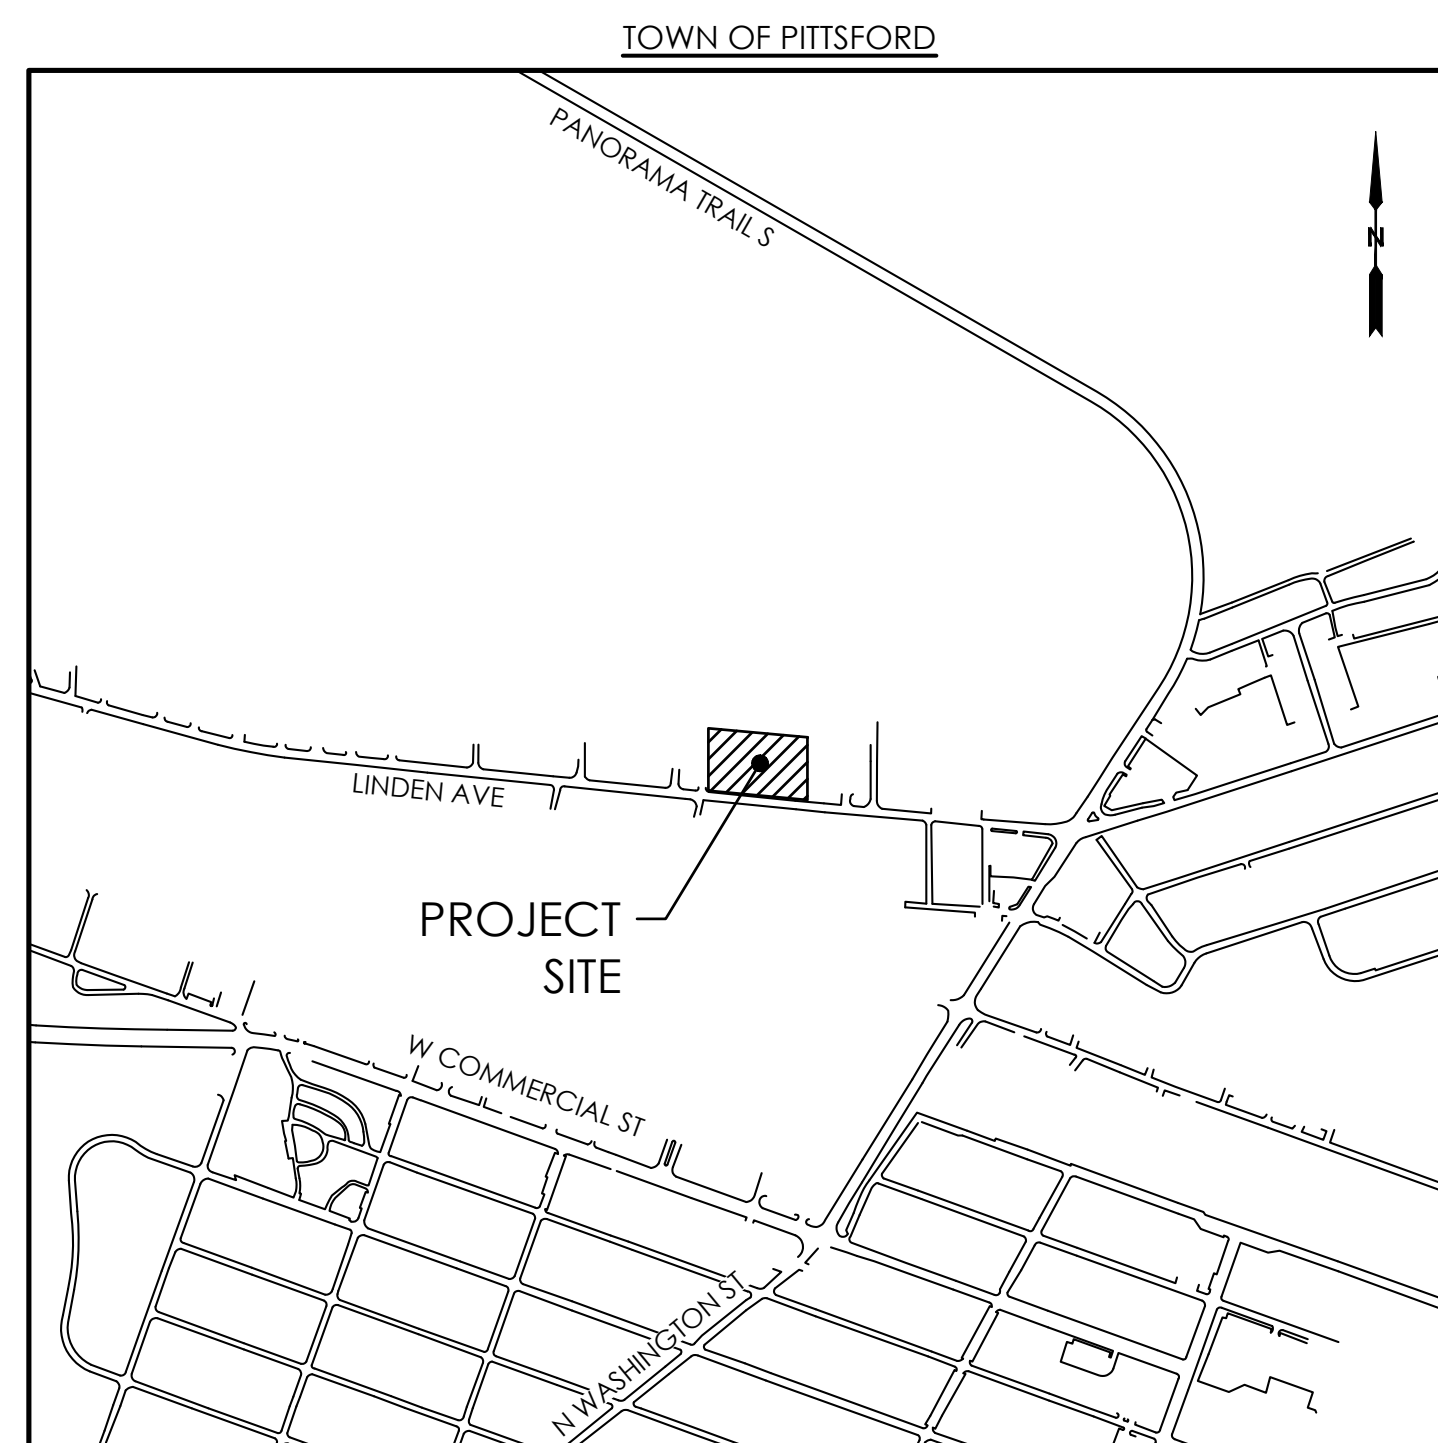 TOWN OF PITTSFORD
PANORAMA TRAIL S
N
LINDEN AVE
PROJECT
SITE
W COMMERCIAL ST
N WASHINGTON ST